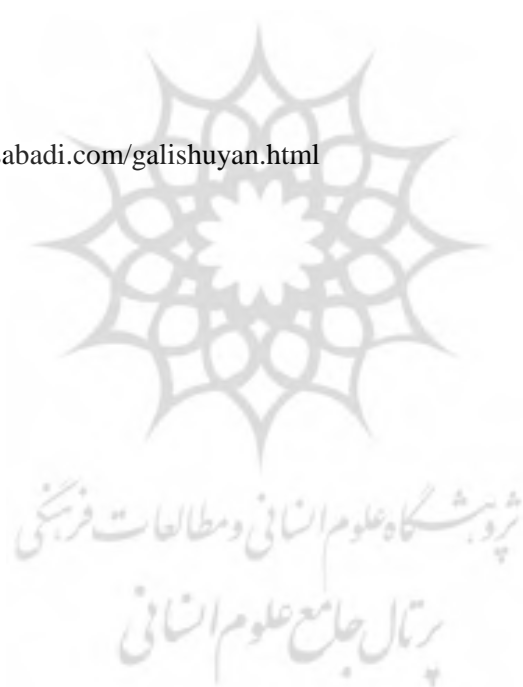 abadi.com/galishuyan.html
پژوهشگاه علوم انسانی و مطالعات فرهنگی
پرتال جامع علوم انسانی